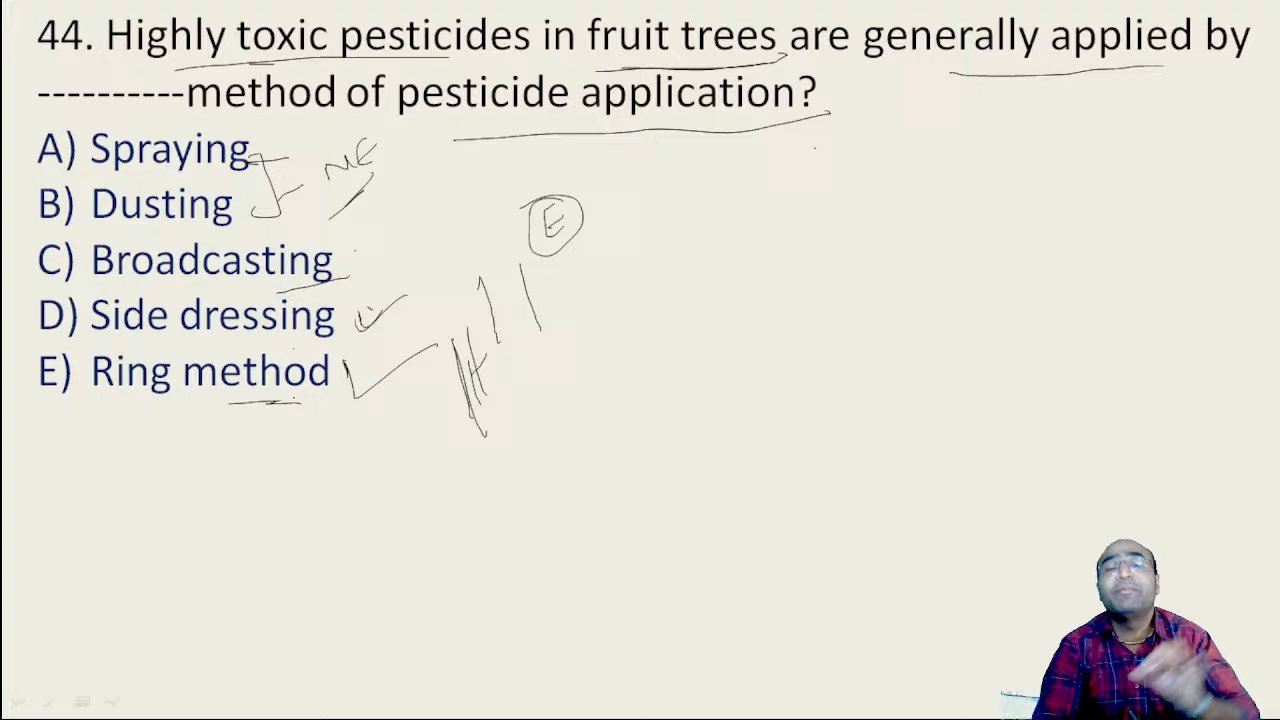 44. Highly toxic pesticides in fruit trees are generally applied by
----------method of pesticide application?
A) Spraying
B) Dusting
NE
C) Broadcasting
E
D) Side dressing
E) Ring method